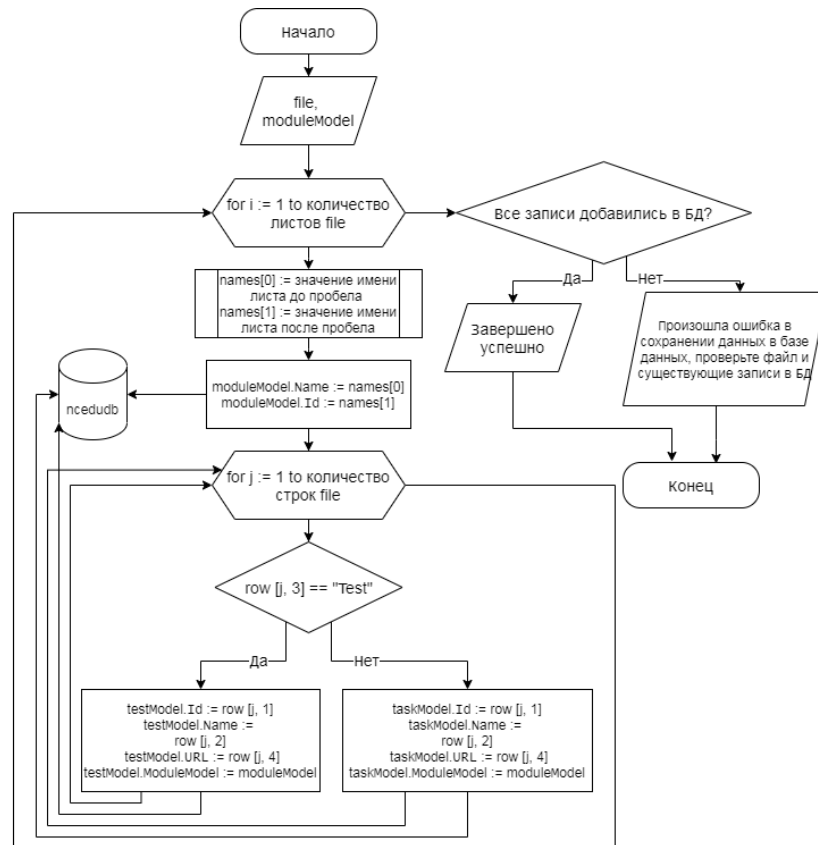 Начало
file,
moduleModel
for i := 1 to количество
листов file
Все записи добавились в БД?
Да
Нет
names[0] := значение имени
листа до пробела
names[1] := значение имени
листа после пробела
Завершено
успешно
Произошла ошибка в
сохранении данных в базе
данных, проверьте файл и
существующие записи в БД
moduleModel.Name := names[0]
moduleModel.Id := names[1]
ncedudb
for j := 1 to количество
строк file
Конец
row [j, 3] == "Test"
Да
Нет
testModel.Id := row [j, 1]
testModel.Name :=
row [j, 2]
testModel.URL := row [j, 4]
testModel.ModuleModel := moduleModel
taskModel.Id := row [j, 1]
taskModel.Name :=
row [j, 2]
taskModel.URL := row [j, 4]
taskModel.ModuleModel := moduleModel